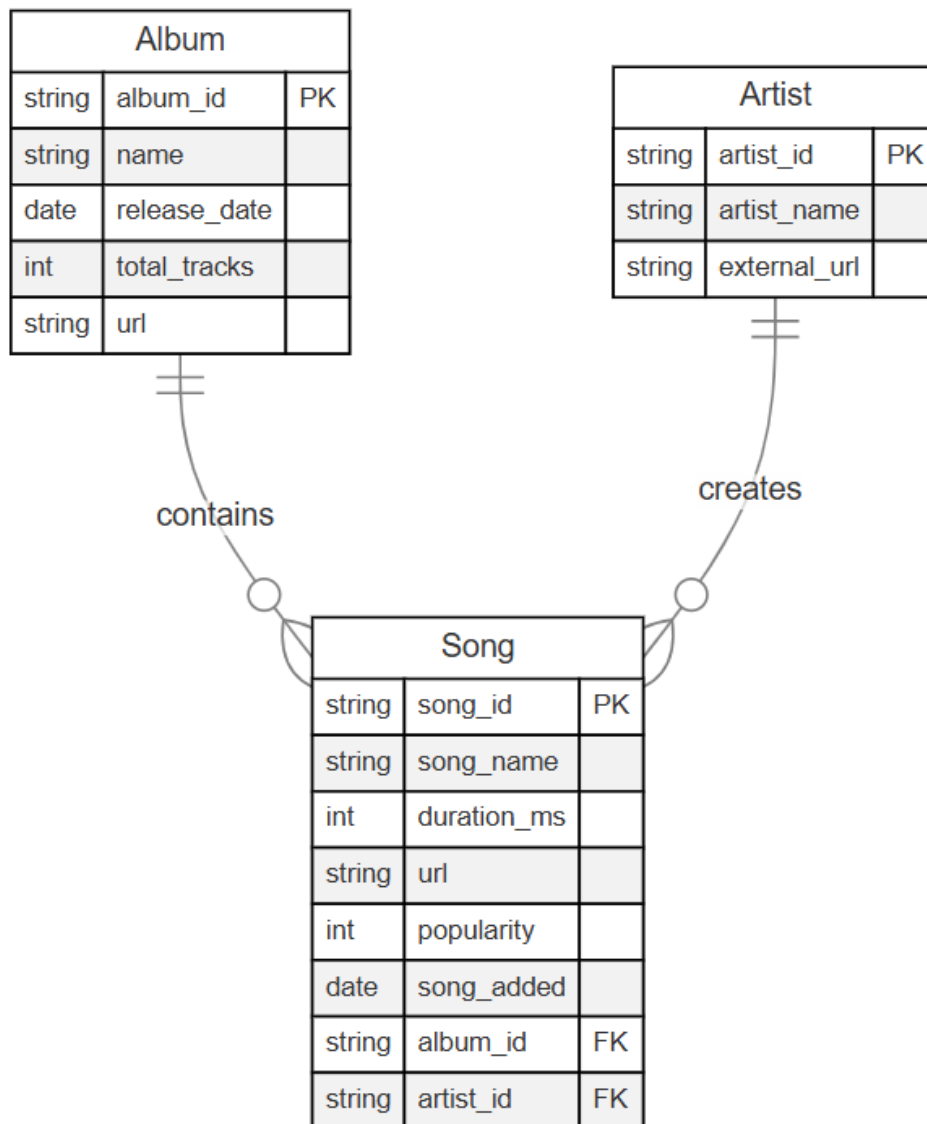 Album
string album_id PK
string name
date release_date
int total_tracks
string url
Artist
string artist_id PK
string artist_name
string external_url
contains
creates
Song
string song_id PK
string song_name
int duration_ms
string url
int popularity
date song_added
string album_id FK
string artist_id FK